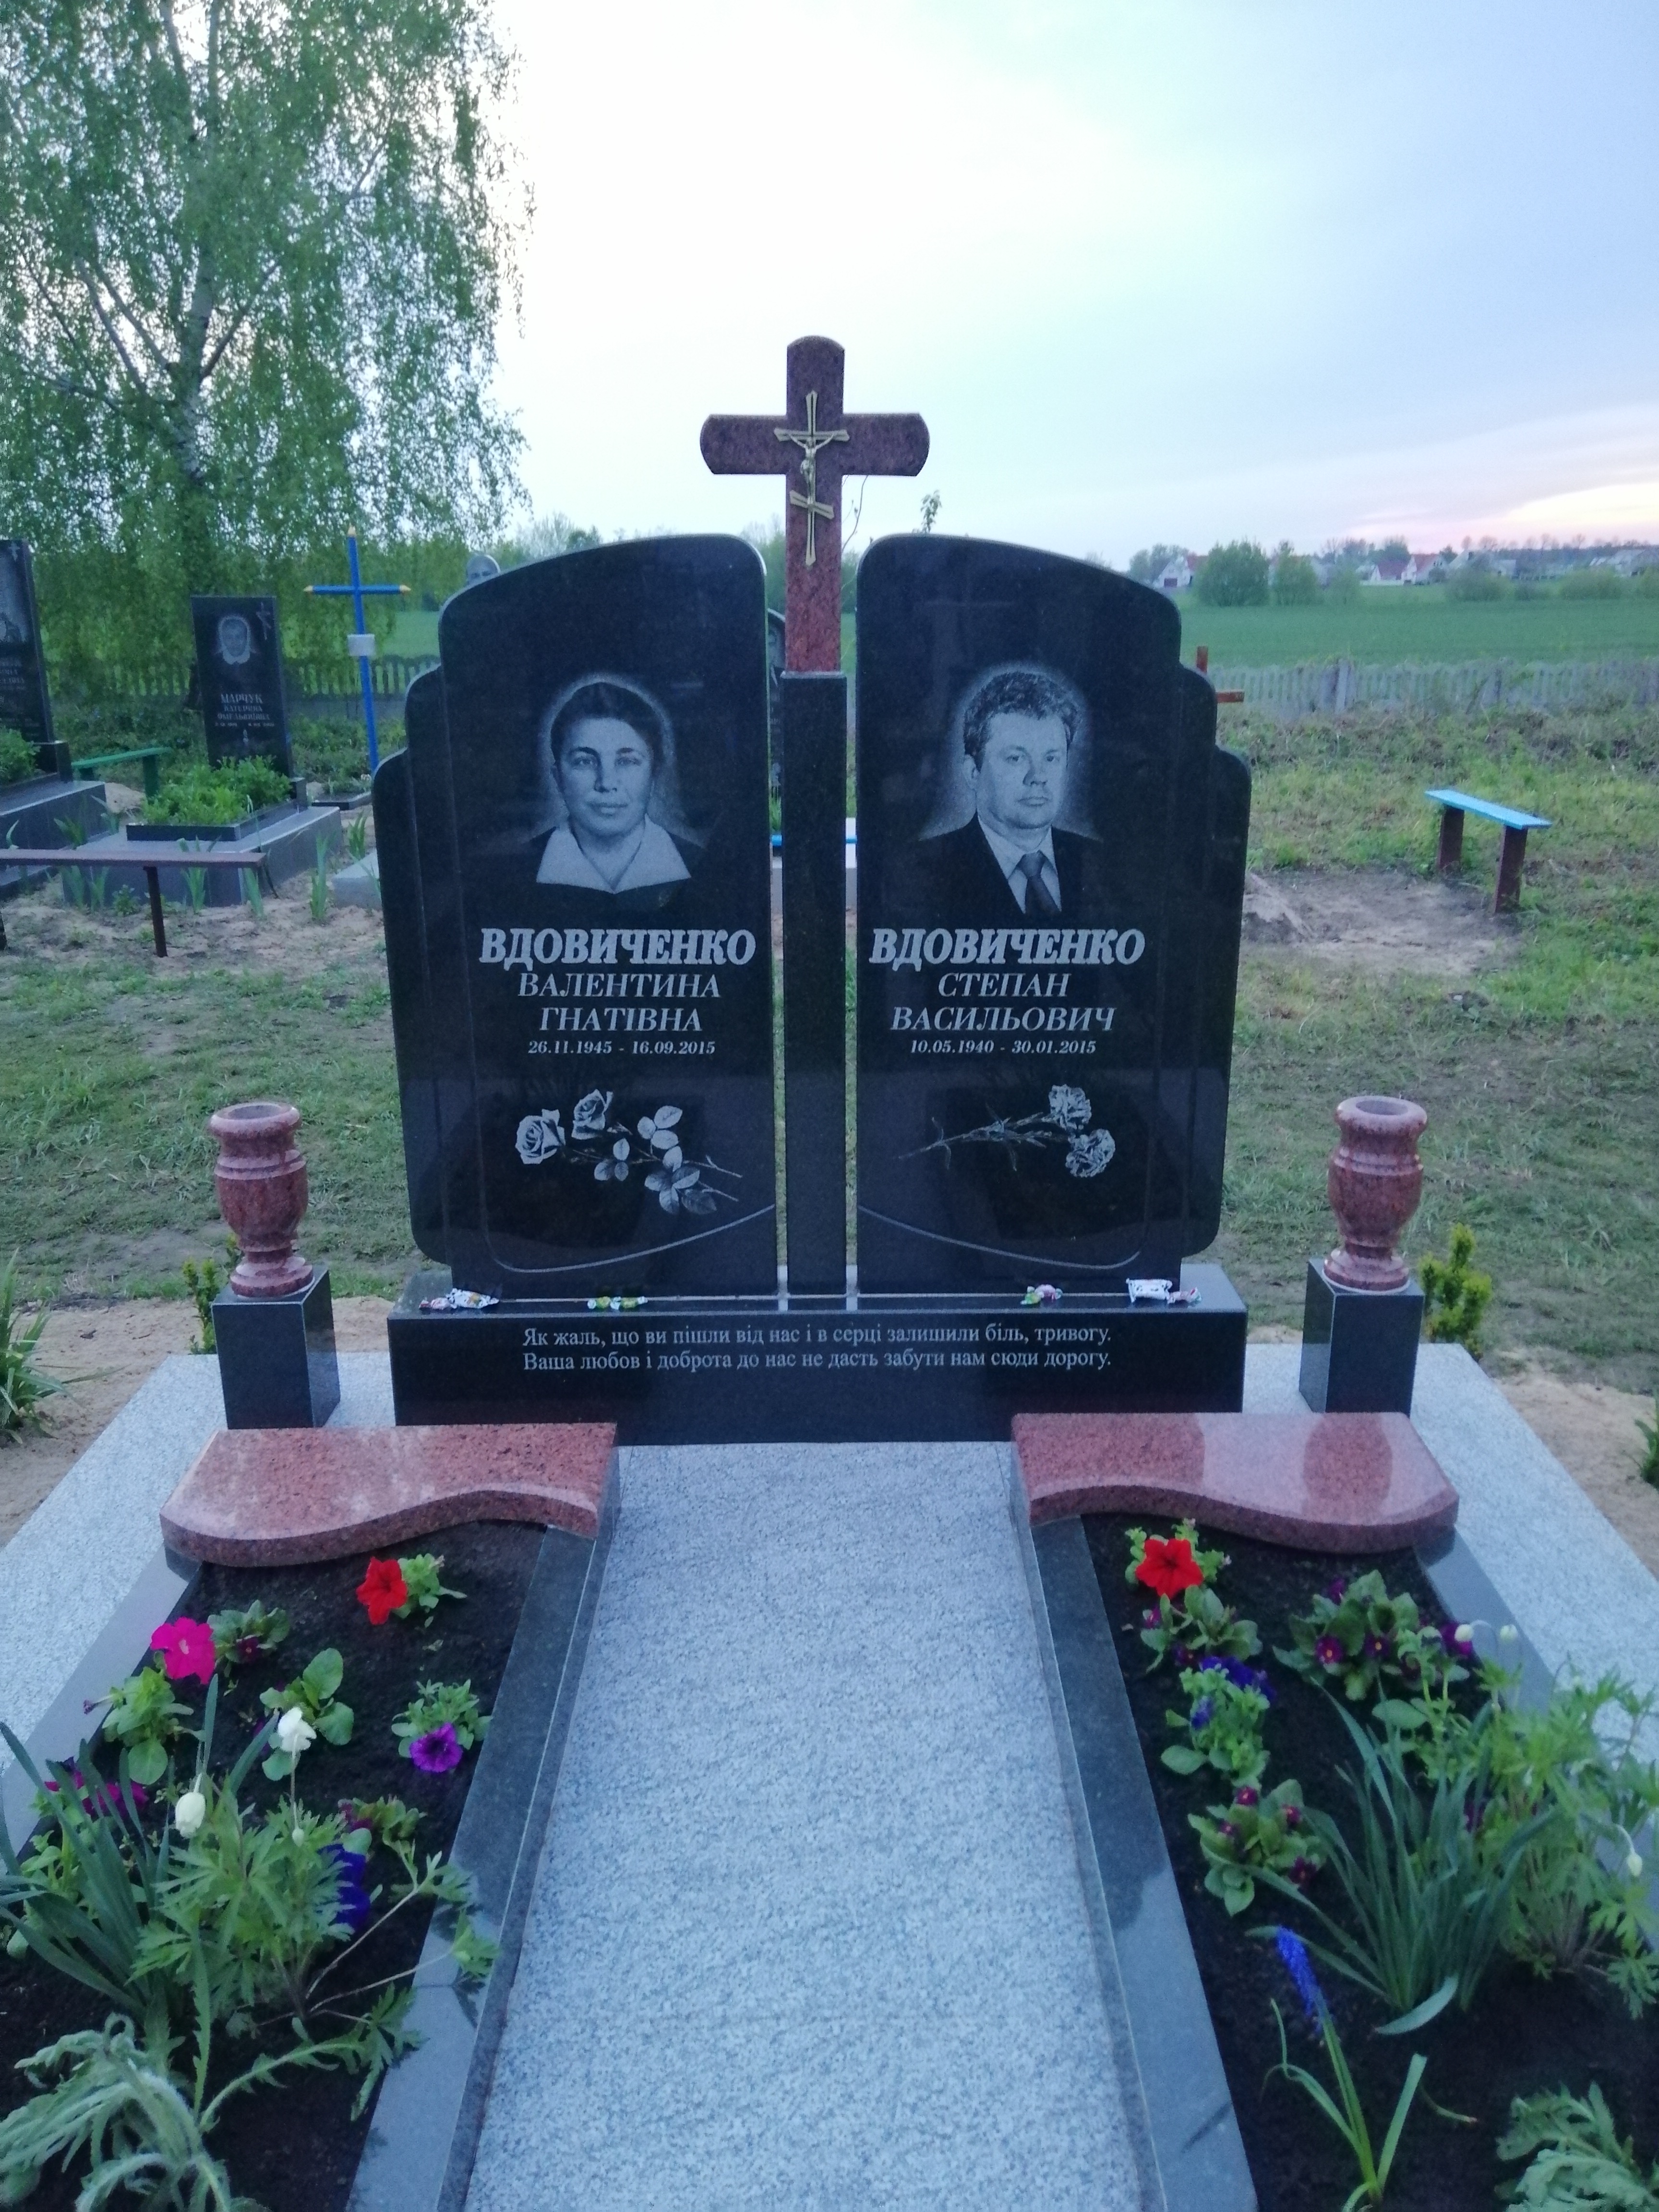 ВДОВИЧЕНКО
ВАЛЕНТИНА
ГНАТІВНА
26.11.1945 - 16.09.2015
ВДОВИЧЕНКО
СТЕПАН
ВАСИЛЬОВИЧ
10.05.1940 - 30.01.2015
Як жаль, що ви пішли від нас і в серці залишили біль, тривогу.
Ваша любов і доброта до нас не дасть забути нам сюди дорогу.
МАРЧУК
КАТЕРИНА